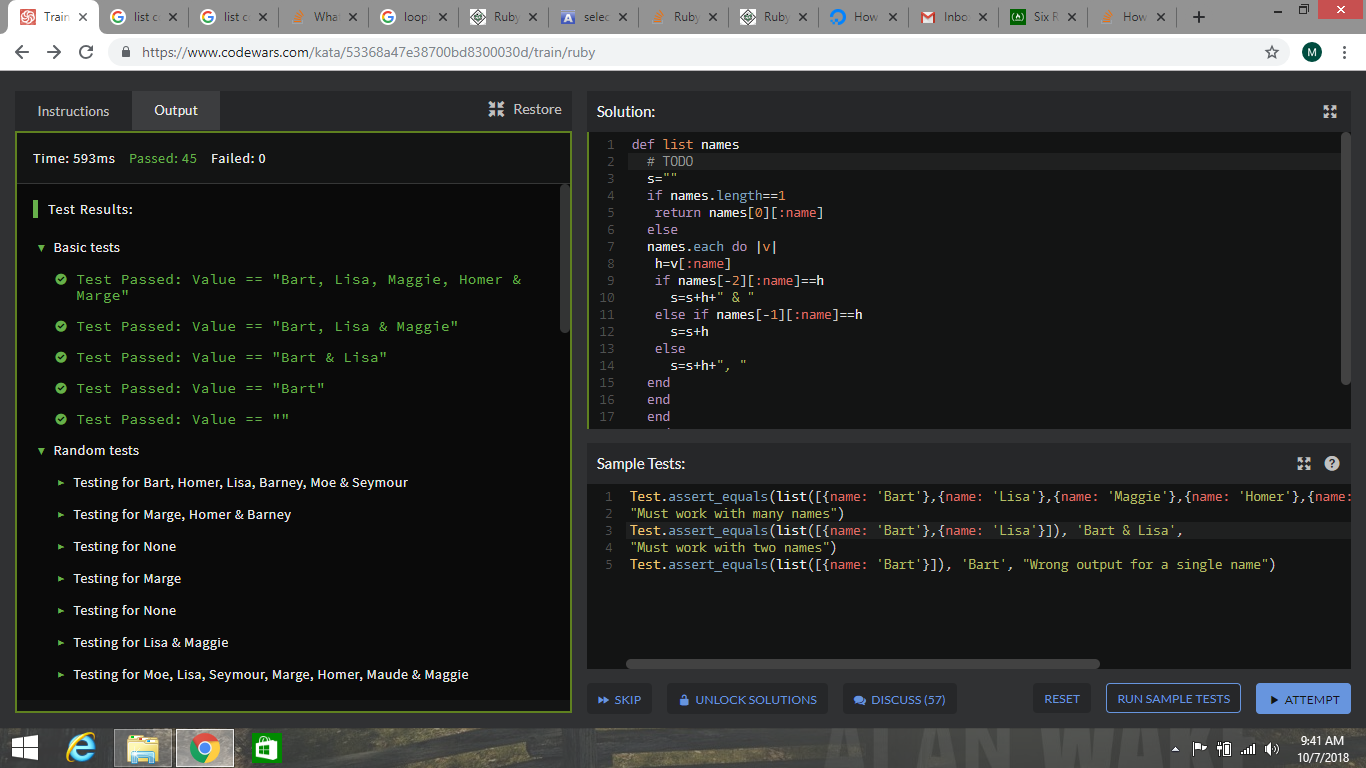 Train
list co
list co
What
loopi
Ruby
selec
Ruby
Ruby
How
Inbo
Six R
How
https://www.codewars.com/kata/53368a47e38700bd8300030d/train/ruby
M
Instructions
Output
Restore
Time: 593ms Passed: 45 Failed: 0
Test Results:
Basic tests
Test Passed: Value == "Bart, Lisa, Maggie, Homer &
Marge"
Test Passed: Value == "Bart, Lisa & Maggie"
Test Passed: Value == "Bart & Lisa"
Test Passed: Value == "Bart"
Test Passed: Value == ""
Random tests
Testing for Bart, Homer, Lisa, Barney, Moe & Seymour
Testing for Marge, Homer & Barney
Testing for None
Testing for Marge
Testing for None
Testing for Lisa & Maggie
Testing for Moe, Lisa, Seymour, Marge, Homer, Maude & Maggie
Solution:
1 def list names
2 # TODO
3 s=""
4 if names.length==1
5 return names[0][:name]
6 else
7 names.each do |v|
8 h=v[:name]
9 if names[-2][:name]==h
10 s=s+h+" & "
11 else if names[-1][:name]==h
12 s=s+h
13 else
14 s=s+h+", "
15 end
16 end
17 end
Sample Tests:
1 Test.assert_equals(list([{name: 'Bart'},{name: 'Lisa'},{name: 'Maggie'},{name: 'Homer'},{name:
2 "Must work with many names")
3 Test.assert_equals(list([{name: 'Bart'},{name: 'Lisa'}]), 'Bart & Lisa',
4 "Must work with two names")
5 Test.assert_equals(list([{name: 'Bart'}]), 'Bart', "Wrong output for a single name")
SKIP
UNLOCK SOLUTIONS
DISCUSS (57)
RESET
RUN SAMPLE TESTS
ATTEMPT
9:41 AM
10/7/2018